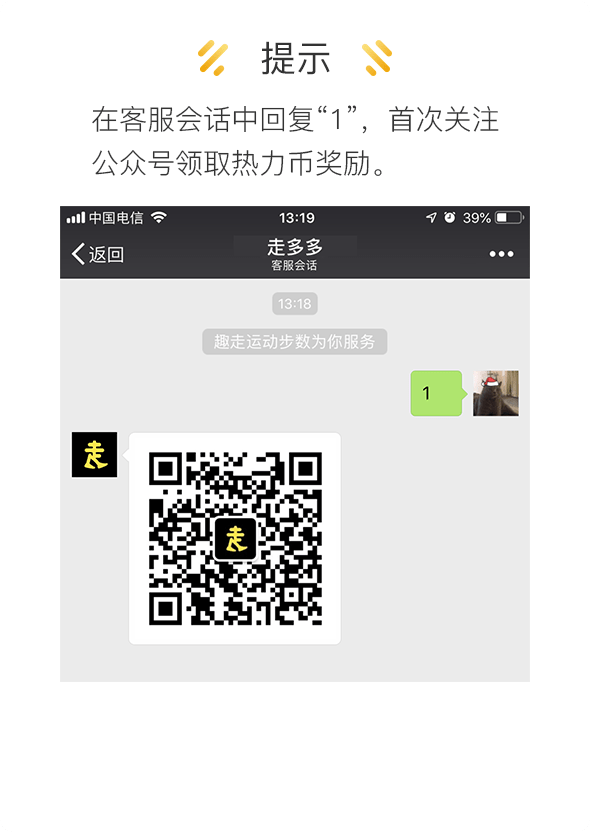 提示
在客服会话中回复“1”，首次关注
公众号领取热力币奖励。
中国电信 13:19 39%
返回 走多多
客服会话
13:18
趣走运动步数为你服务
1
走
走